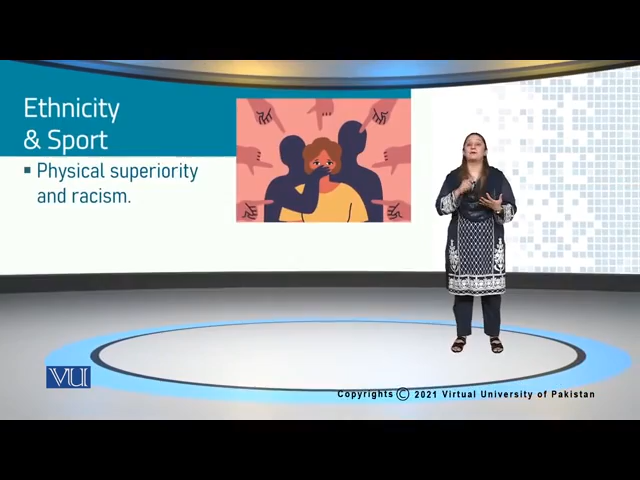 Ethnicity
& Sport
▪ Physical superiority
and racism.
VU
Copyrights © 2021 Virtual University of Pakistan